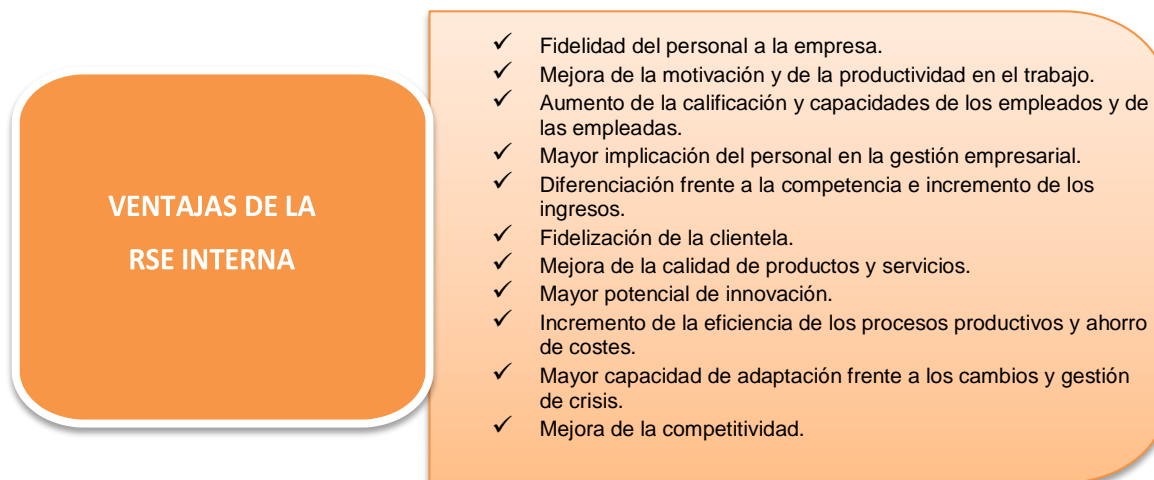 VENTAJAS DE LA
RSE INTERNA
✓ Fidelidad del personal a la empresa.
✓ Mejora de la motivación y de la productividad en el trabajo.
✓ Aumento de la calificación y capacidades de los empleados y de
las empleadas.
✓ Mayor implicación del personal en la gestión empresarial.
✓ Diferenciación frente a la competencia e incremento de los
ingresos.
✓ Fidelización de la clientela.
✓ Mejora de la calidad de productos y servicios.
✓ Mayor potencial de innovación.
✓ Incremento de la eficiencia de los procesos productivos y ahorro
de costes.
✓ Mayor capacidad de adaptación frente a los cambios y gestión
de crisis.
✓ Mejora de la competitividad.